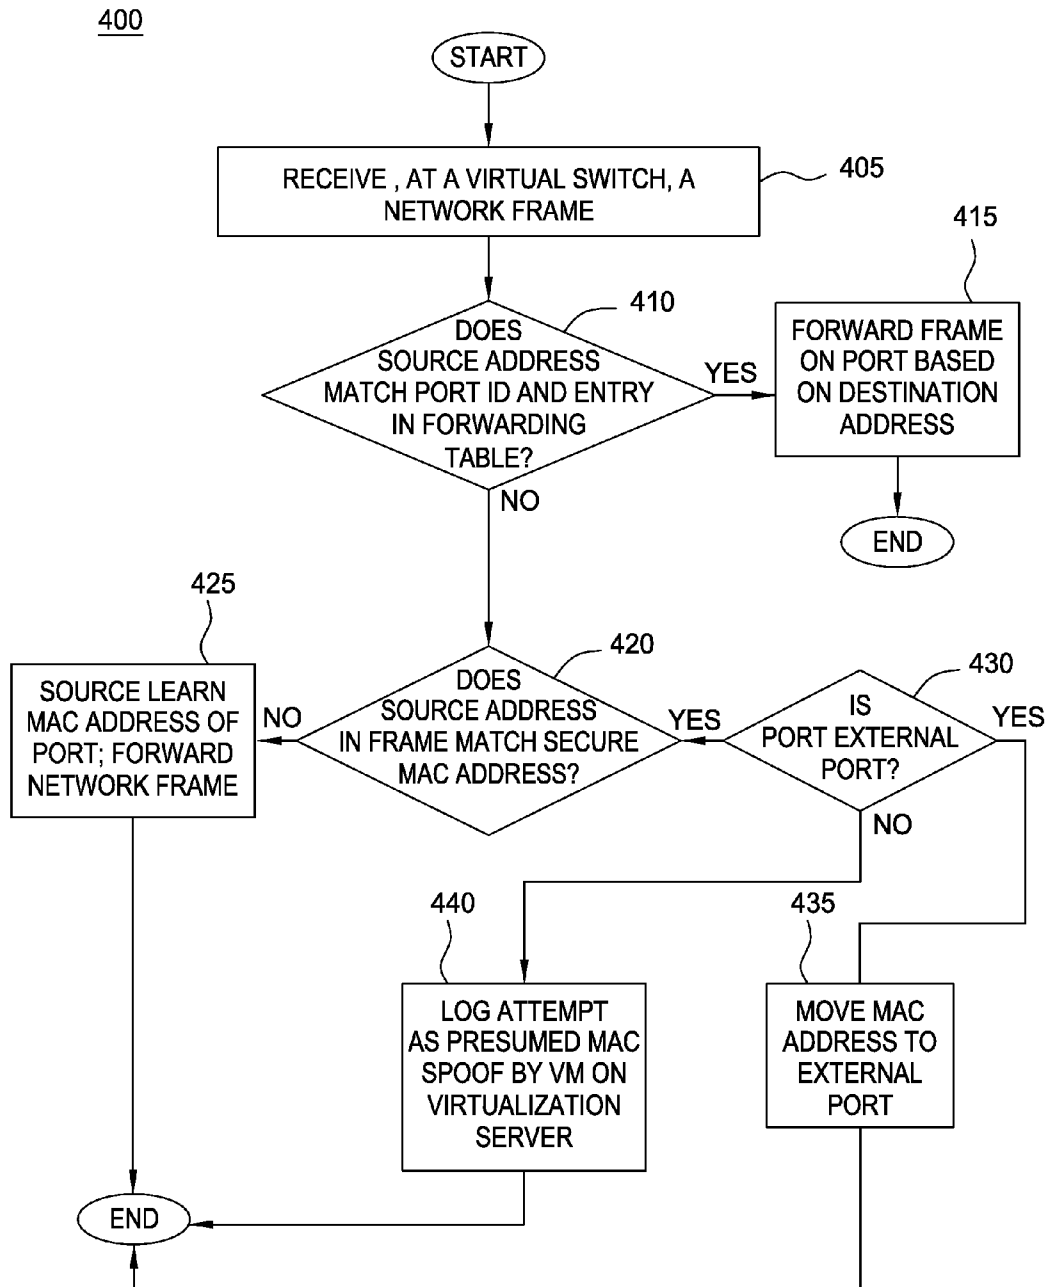 400
START
RECEIVE , AT A VIRTUAL SWITCH, A
NETWORK FRAME
405
415
410
DOES
SOURCE ADDRESS
MATCH PORT ID AND ENTRY
IN FORWARDING
TABLE?
YES
FORWARD FRAME
ON PORT BASED
ON DESTINATION
ADDRESS
NO
END
425
420
430
SOURCE LEARN
MAC ADDRESS OF
PORT; FORWARD
NETWORK FRAME
NO
DOES
SOURCE ADDRESS
IN FRAME MATCH SECURE
MAC ADDRESS?
YES
IS
PORT EXTERNAL
PORT?
YES
NO
440
435
LOG ATTEMPT
AS PRESUMED MAC
SPOOF BY VM ON
VIRTUALIZATION
SERVER
MOVE MAC
ADDRESS TO
EXTERNAL
PORT
END